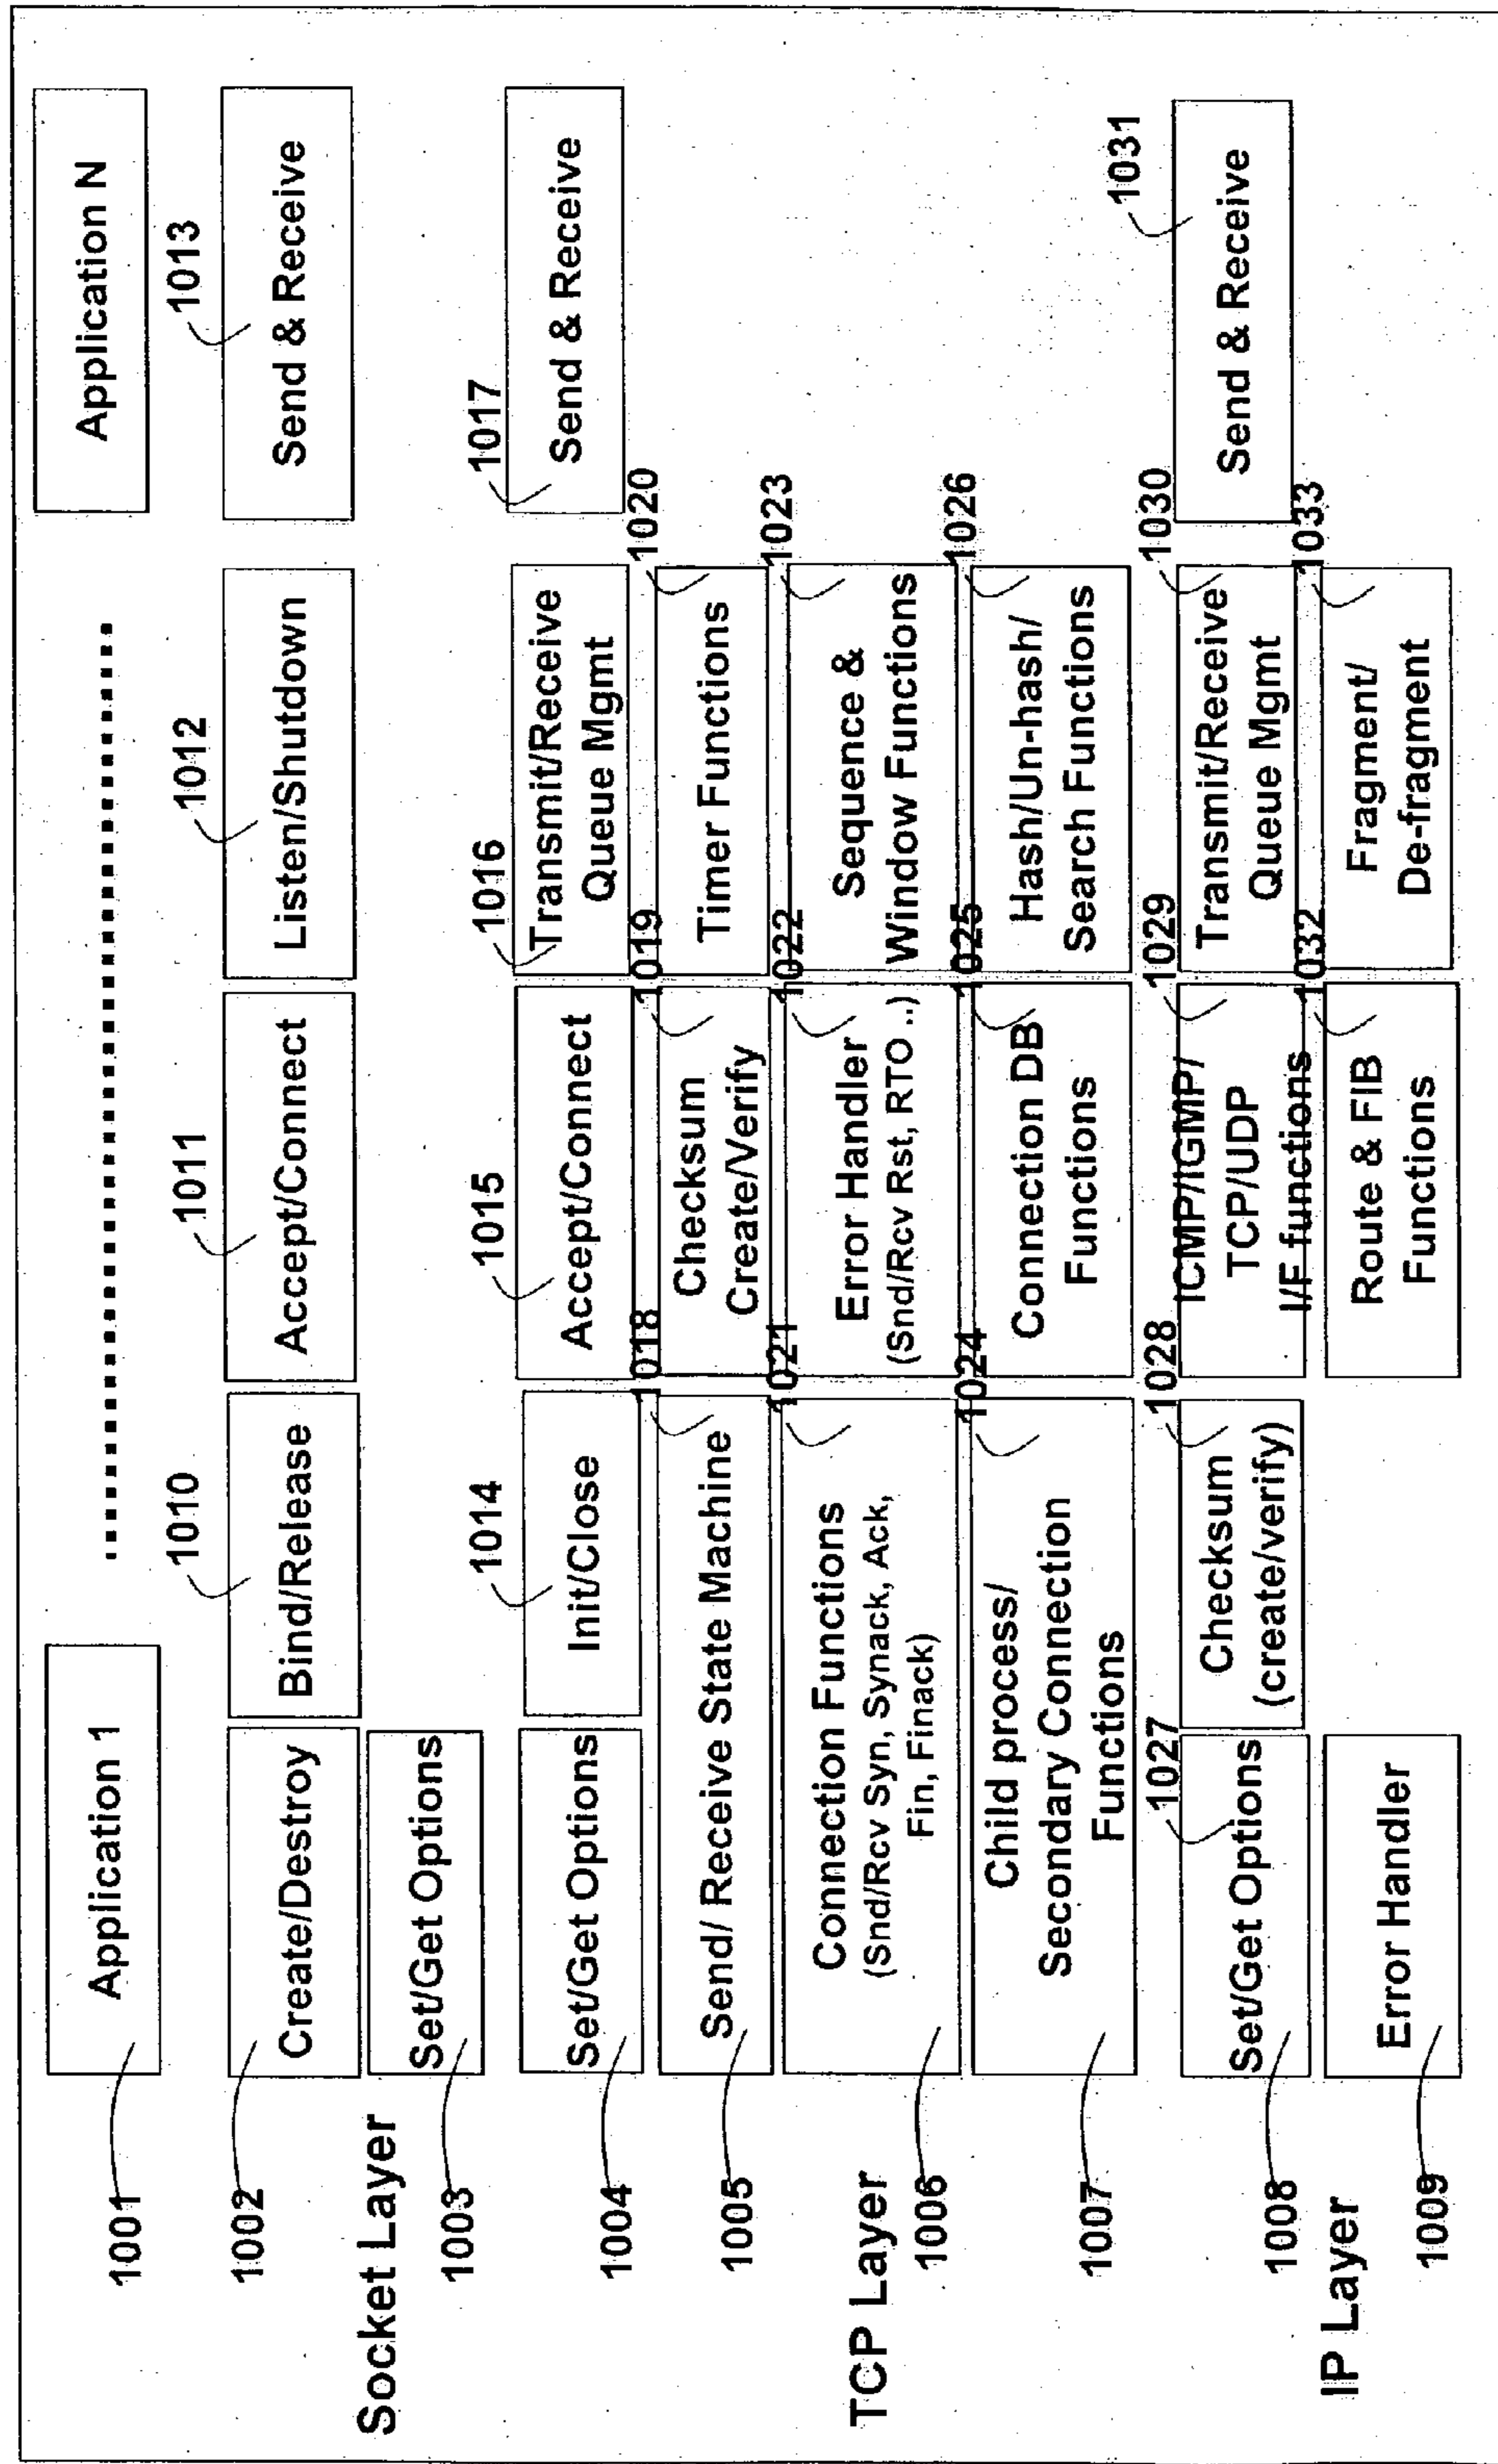 Application 1
Application N
1001
1010
1011
1012
1013
1002
Create/Destroy
Bind/Release
Accept/Connect
Listen/Shutdown
Send & Receive
Socket Layer
1003
Set/Get Options
1014
1015
1016
1017
1004
Set/Get Options
Init/Close
Accept/Connect
Transmit/Receive
Queue Mgmt
Send & Receive
1018
1019
1020
1005
Send/ Receive State Machine
Checksum
Create/Verify
Timer Functions
1021
1022
1023
TCP Layer
1006
Connection Functions
(Snd/Rcv Syn, Synack, Ack,
Fin, Finack)
Error Handler
(Snd/Rcv Rst, RTO ..)
Sequence &
Window Functions
1024
1025
1026
1007
Child process/
Secondary Connection
Functions
Connection DB
Functions
Hash/Un-hash/
Search Functions
1027
1028
1029
1030
1031
1008
Set/Get Options
Checksum
(create/verify)
ICMP/IGMP/
TCP/UDP
I/F functions
Transmit/Receive
Queue Mgmt
Send & Receive
1032
1033
IP Layer
1009
Error Handler
Route & FIB
Functions
Fragment/
De-fragment